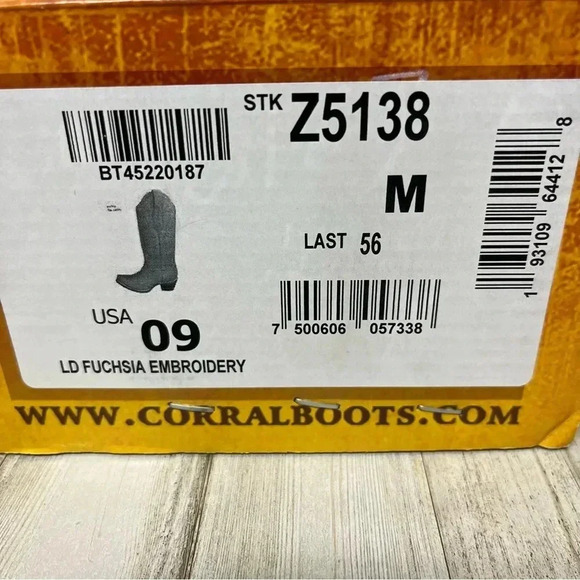 STK Z5138
BT45220187
M
LAST 56
USA 09
7 500606 057338
LD FUCHSIA EMBROIDERY
1 93109 64412 8
WWW.CORRALBOOTS.COM